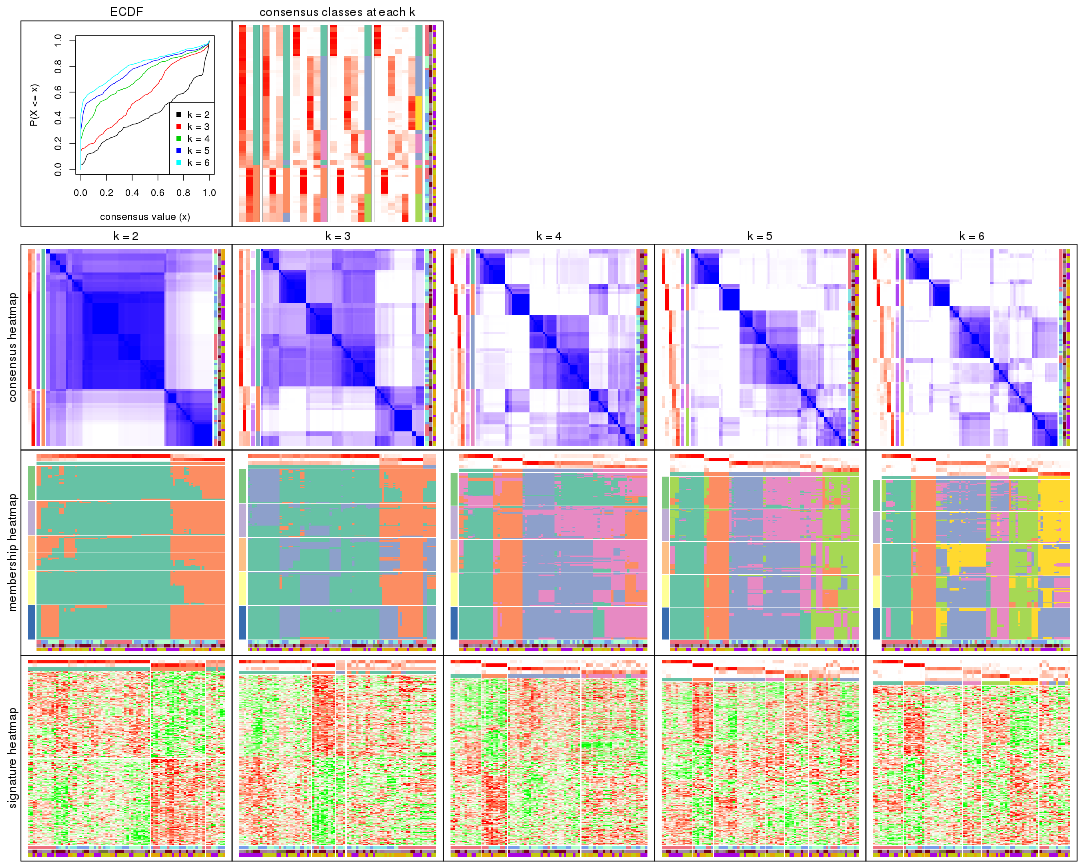 ECDF
consensus classes at each k
P(X <= x)
0.0 0.2 0.4 0.6 0.8 1.0
k = 2
k = 3
k = 4
k = 5
k = 6
0.0 0.2 0.4 0.6 0.8 1.0
consensus value (x)
k = 2
k = 3
k = 4
k = 5
k = 6
consensus heatmap
membership heatmap
signature heatmap